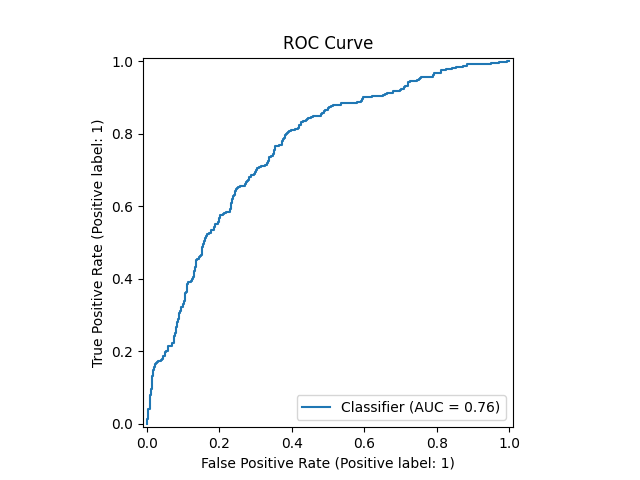 ROC Curve
1.0
0.8
0.6
0.4
0.2
0.0
True Positive Rate (Positive label: 1)
Classifier (AUC = 0.76)
0.0 0.2 0.4 0.6 0.8 1.0
False Positive Rate (Positive label: 1)